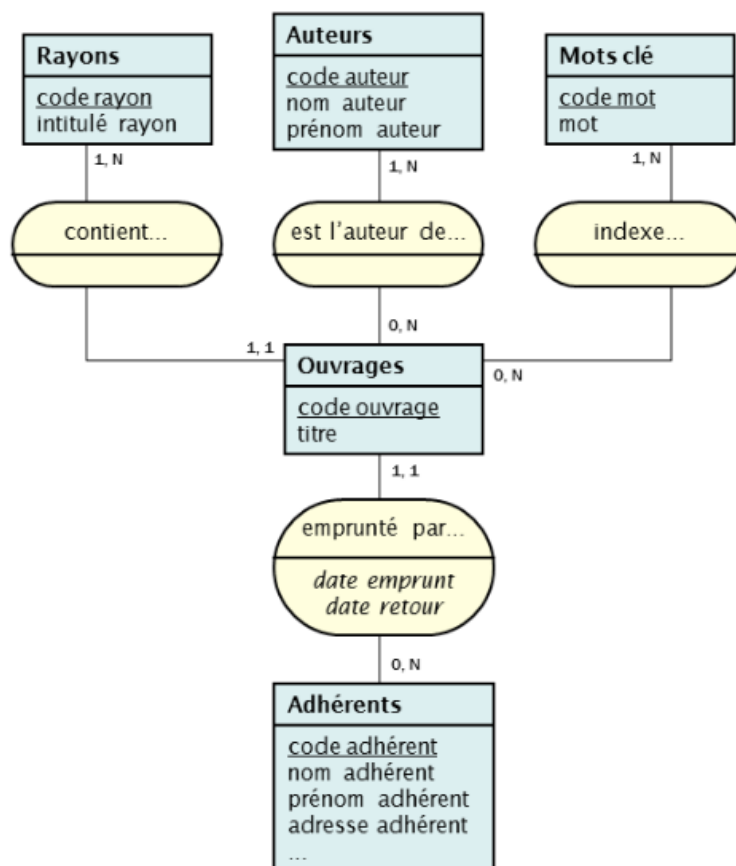 Rayons
code rayon
intitulé rayon
Auteurs
code auteur
nom auteur
prénom auteur
Mots clé
code mot
mot
1, N
1, N
1, N
contient...
est l'auteur de...
indexe...
1, 1
0, N
0, N
Ouvrages
code ouvrage
titre
1, 1
emprunté par...
date emprunt
date retour
0, N
Adhérents
code adhérent
nom adhérent
prénom adhérent
adresse adhérent
...